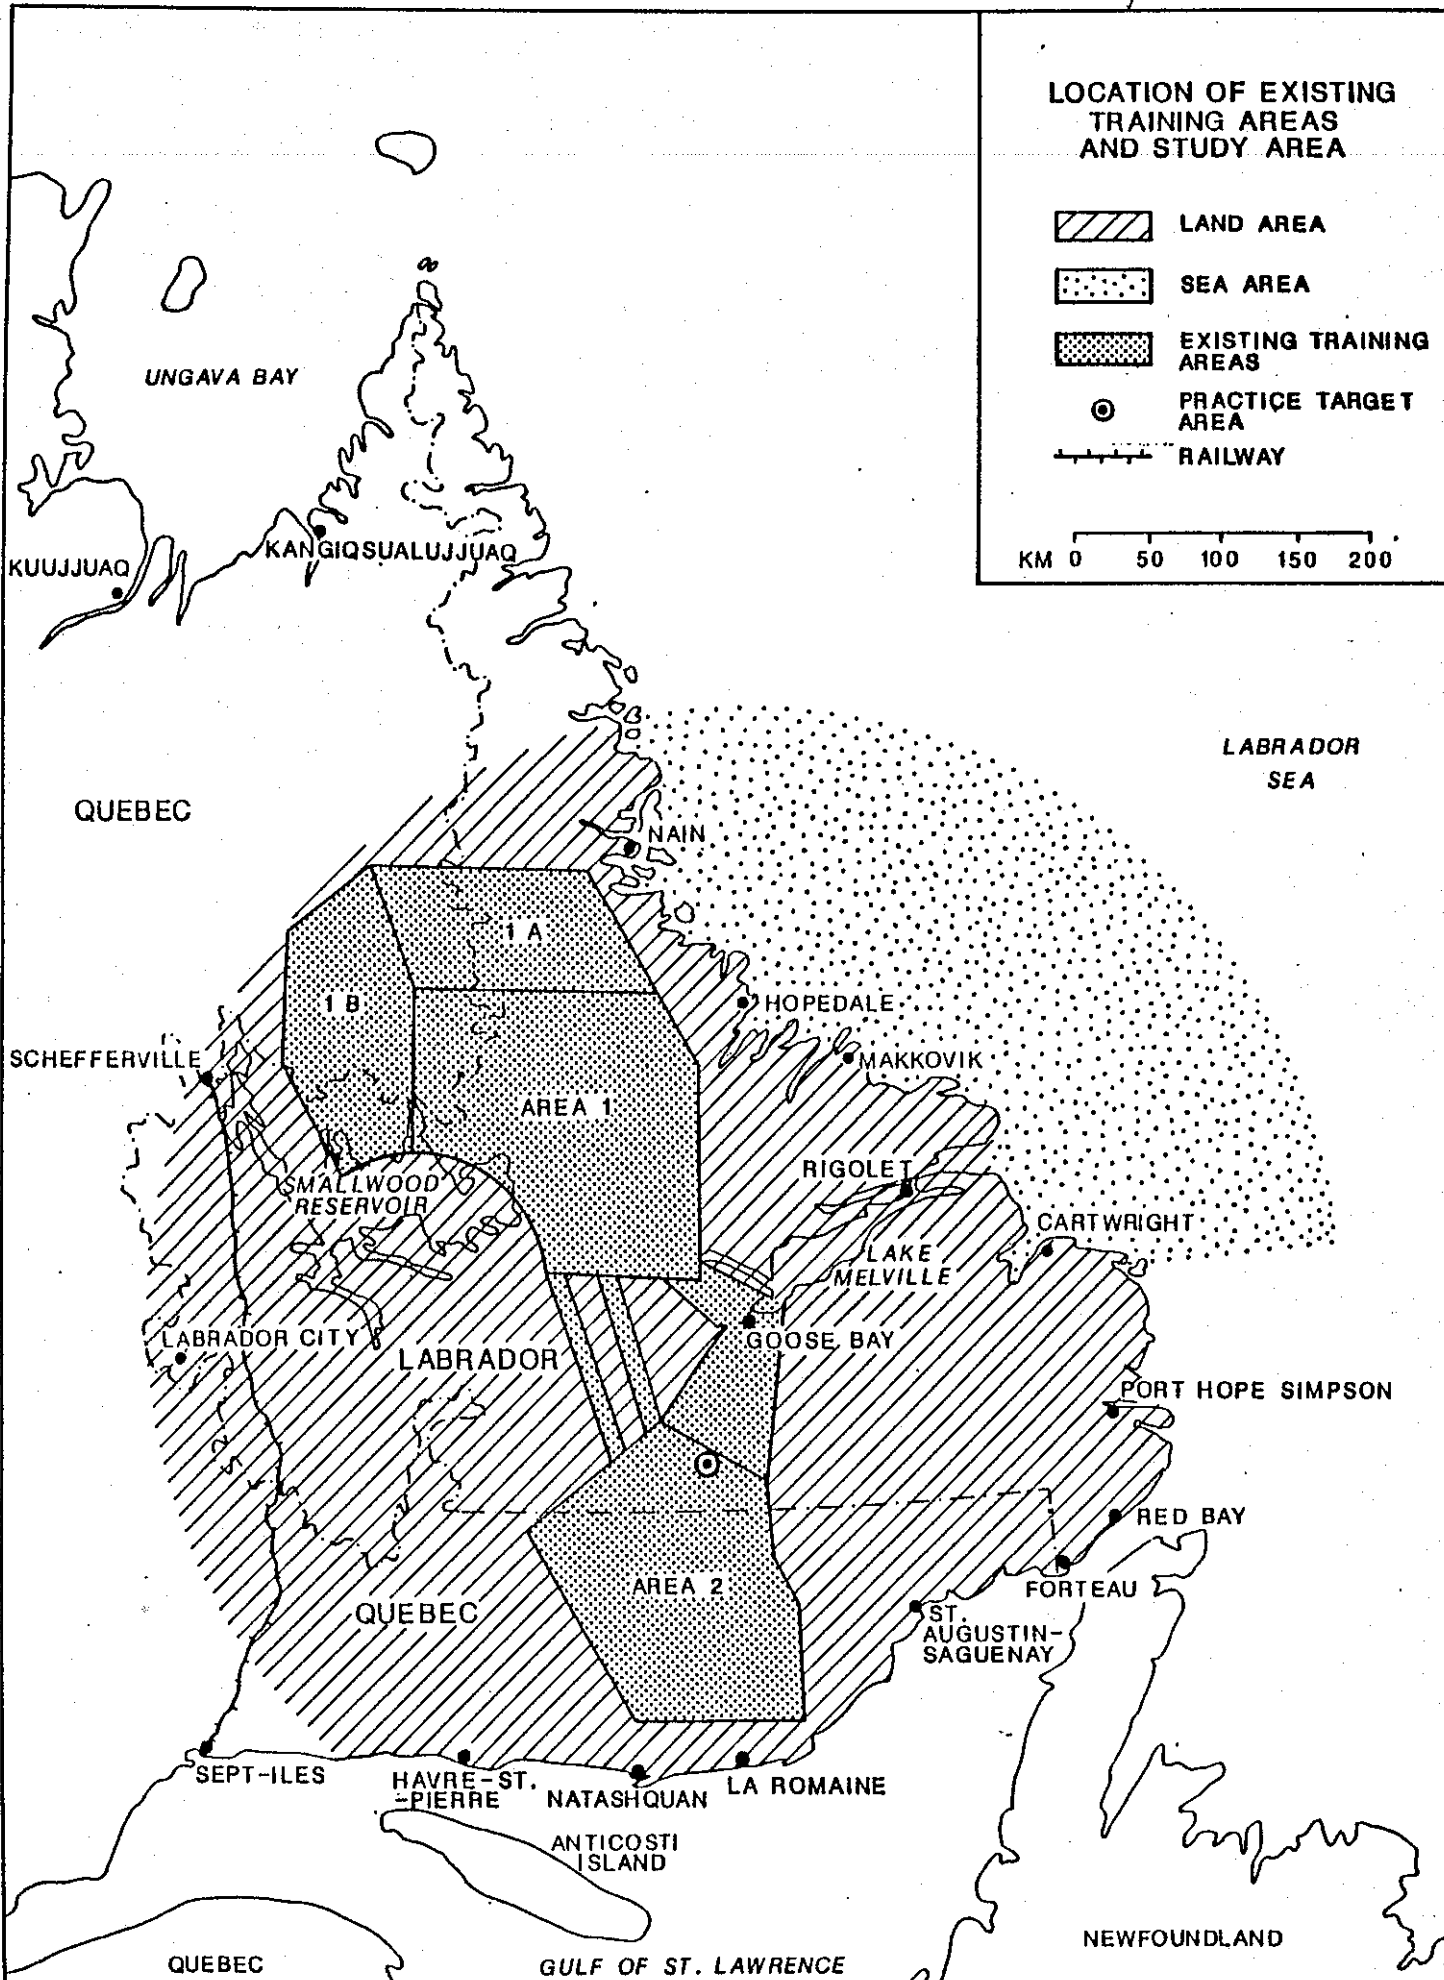 LOCATION OF EXISTING
TRAINING AREAS
AND STUDY AREA
LAND AREA
SEA AREA
EXISTING TRAINING
AREAS
PRACTICE TARGET
AREA
RAILWAY
KM 0 50 100 150 200
UNGAVA BAY
KANGIQSUALUJJUAQ
KUUJJUAQ
LABRADOR
SEA
QUEBEC
NAIN
1 A
1 B
HOPEDALE
SCHEFFERVILLE
MAKKOVIK
AREA 1
RIGOLET
SMALLWOOD
RESERVOIR
CARTWRIGHT
LAKE
MELVILLE
LABRADOR CITY
GOOSE BAY
LABRADOR
PORT HOPE SIMPSON
RED BAY
AREA 2
FORTEAU
QUEBEC
ST.
AUGUSTIN-
SAGUENAY
SEPT-ILES
HAVRE-ST.
-PIERRE
NATASHQUAN
LA ROMAINE
ANTICOSTI
ISLAND
NEWFOUNDLAND
QUEBEC
GULF OF ST. LAWRENCE